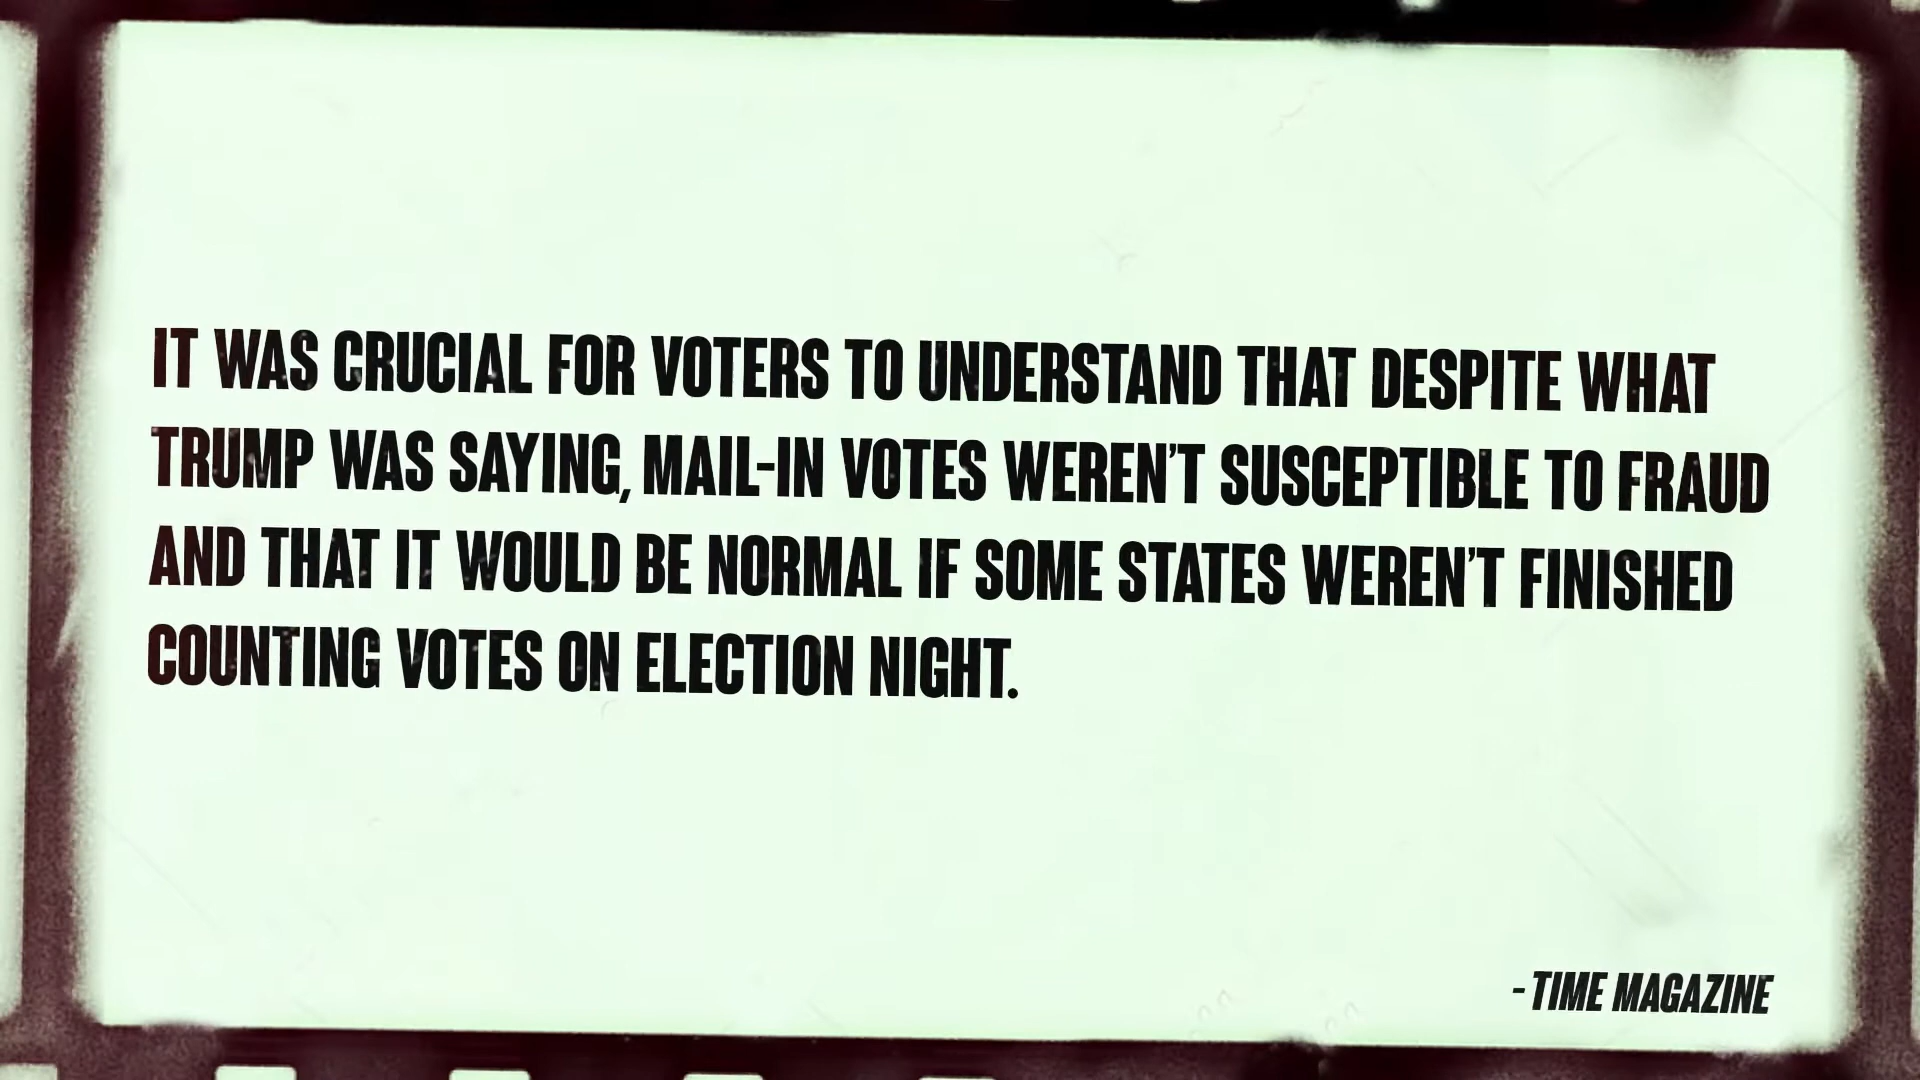 IT WAS CRUCIAL FOR VOTERS TO UNDERSTAND THAT DESPITE WHAT
TRUMP WAS SAYING, MAIL-IN VOTES WEREN'T SUSCEPTIBLE TO FRAUD
AND THAT IT WOULD BE NORMAL IF SOME STATES WEREN'T FINISHED
COUNTING VOTES ON ELECTION NIGHT.
- TIME MAGAZINE